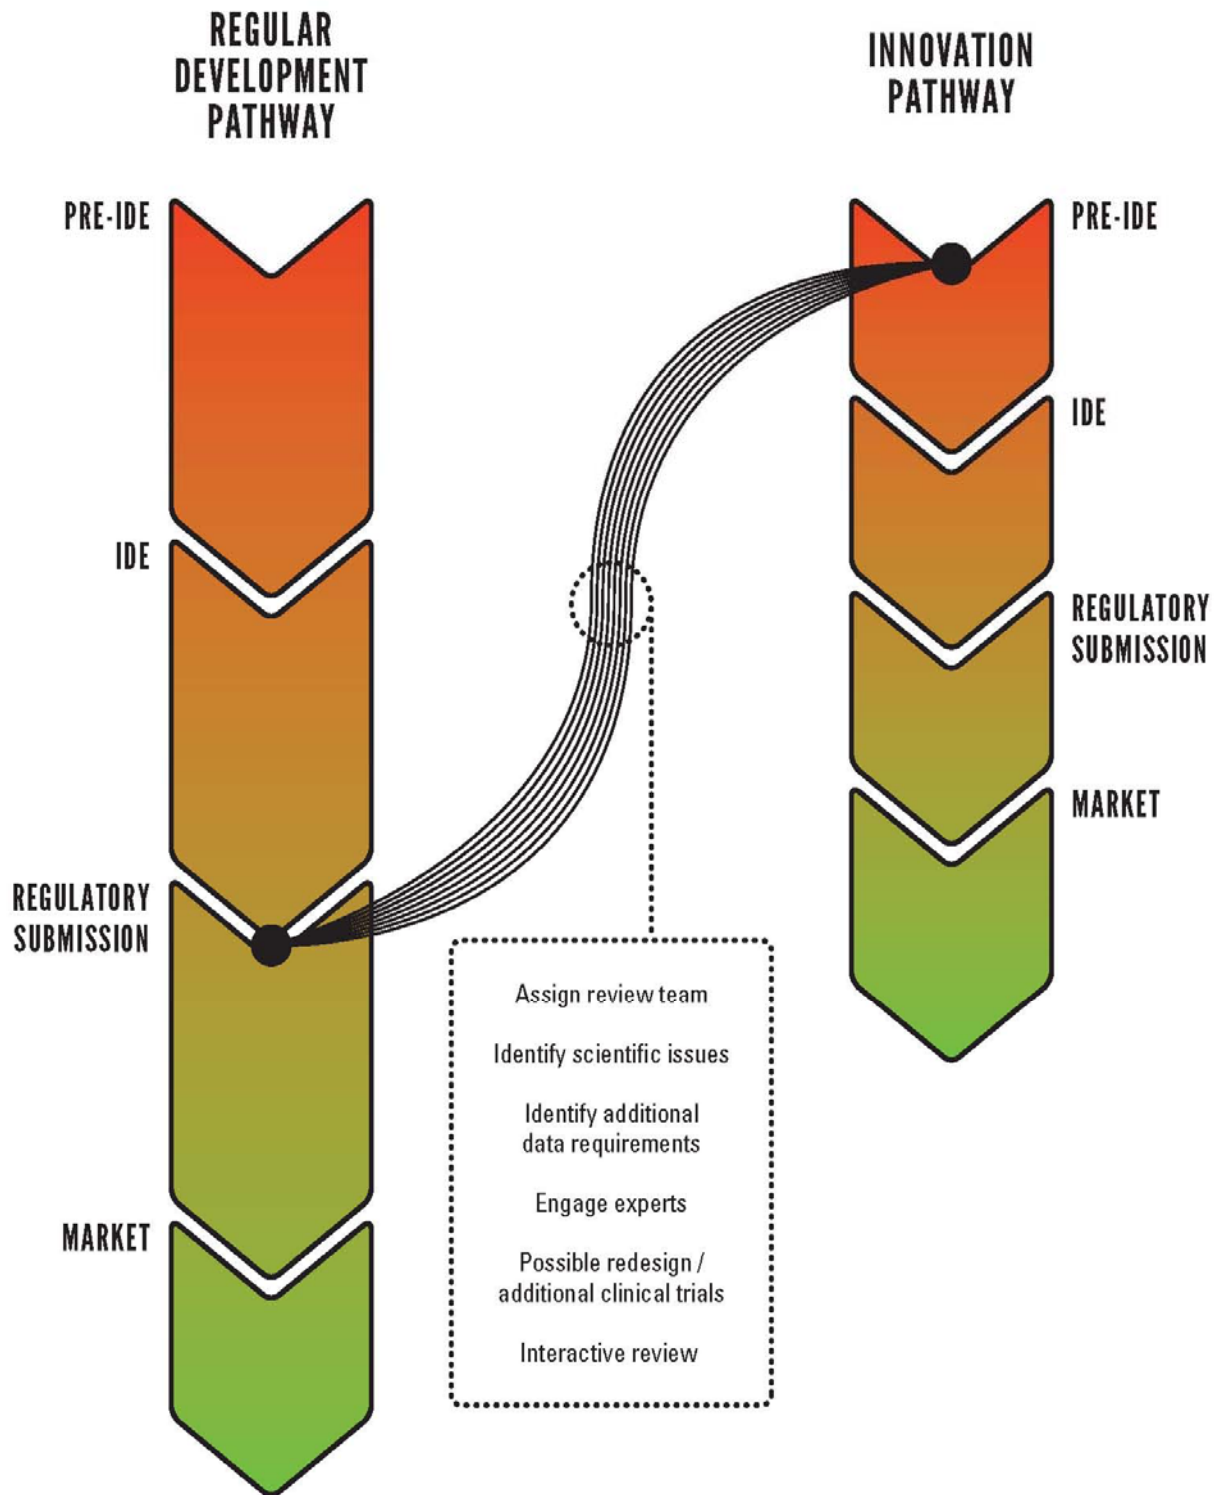 REGULAR
DEVELOPMENT
PATHWAY
PRE-IDE
IDE
REGULATORY
SUBMISSION
MARKET
INNOVATION
PATHWAY
PRE-IDE
IDE
REGULATORY
SUBMISSION
MARKET
Assign review team
Identify scientific issues
Identify additional
data requirements
Engage experts
Possible redesign /
additional clinical trials
Interactive review